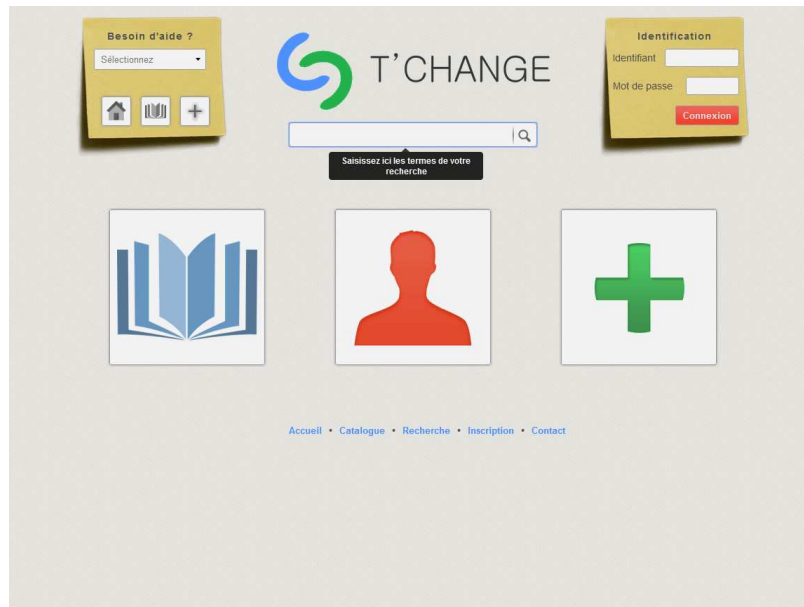 Besoin d'aide ?
Sélectionnez
T'CHANGE
Saisissez ici les termes de votre
recherche
Identification
Identifiant
Mot de passe
Connexion
Accueil • Catalogue • Recherche • Inscription • Contact